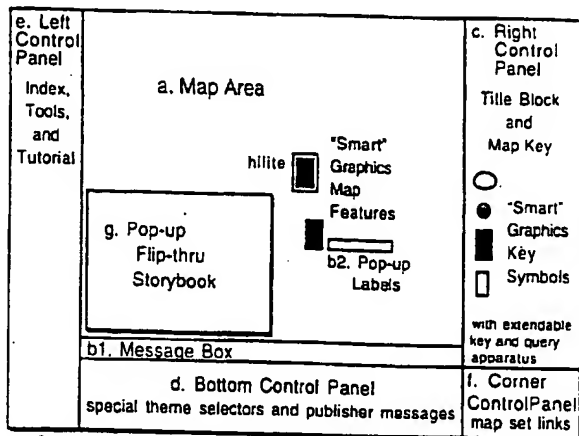 e. Left
Control
Panel
Index,
Tools,
and
Tutorial
a. Map Area
hilite
"Smart"
Graphics
Map
Features
g. Pop-up
Flip-thru
Storybook
b2. Pop-up
Labels
b1. Message Box
d. Bottom Control Panel
special theme selectors and publisher messages
c. Right
Control
Panel
Title Block
and
Map Key
"Smart"
Graphics
Key
Symbols
with extendable
key and query
apparatus
f. Corner
ControlPanel
map set links